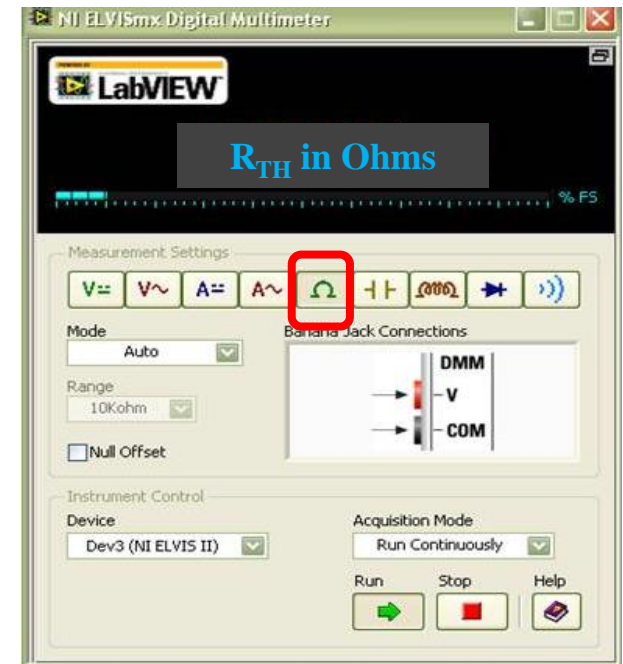 NI ELVISmx Digital Multimeter
LabVIEW
R_TH in Ohms
% FS
Measurement Settings
V= V~ A= A~ Ω
Mode
Banana Jack Connections
Auto
DMM
V
Range
10Kohm
COM
Null Offset
Instrument Control
Device
Acquisition Mode
Dev3 (NI ELVIS II)
Run Continuously
Run Stop Help